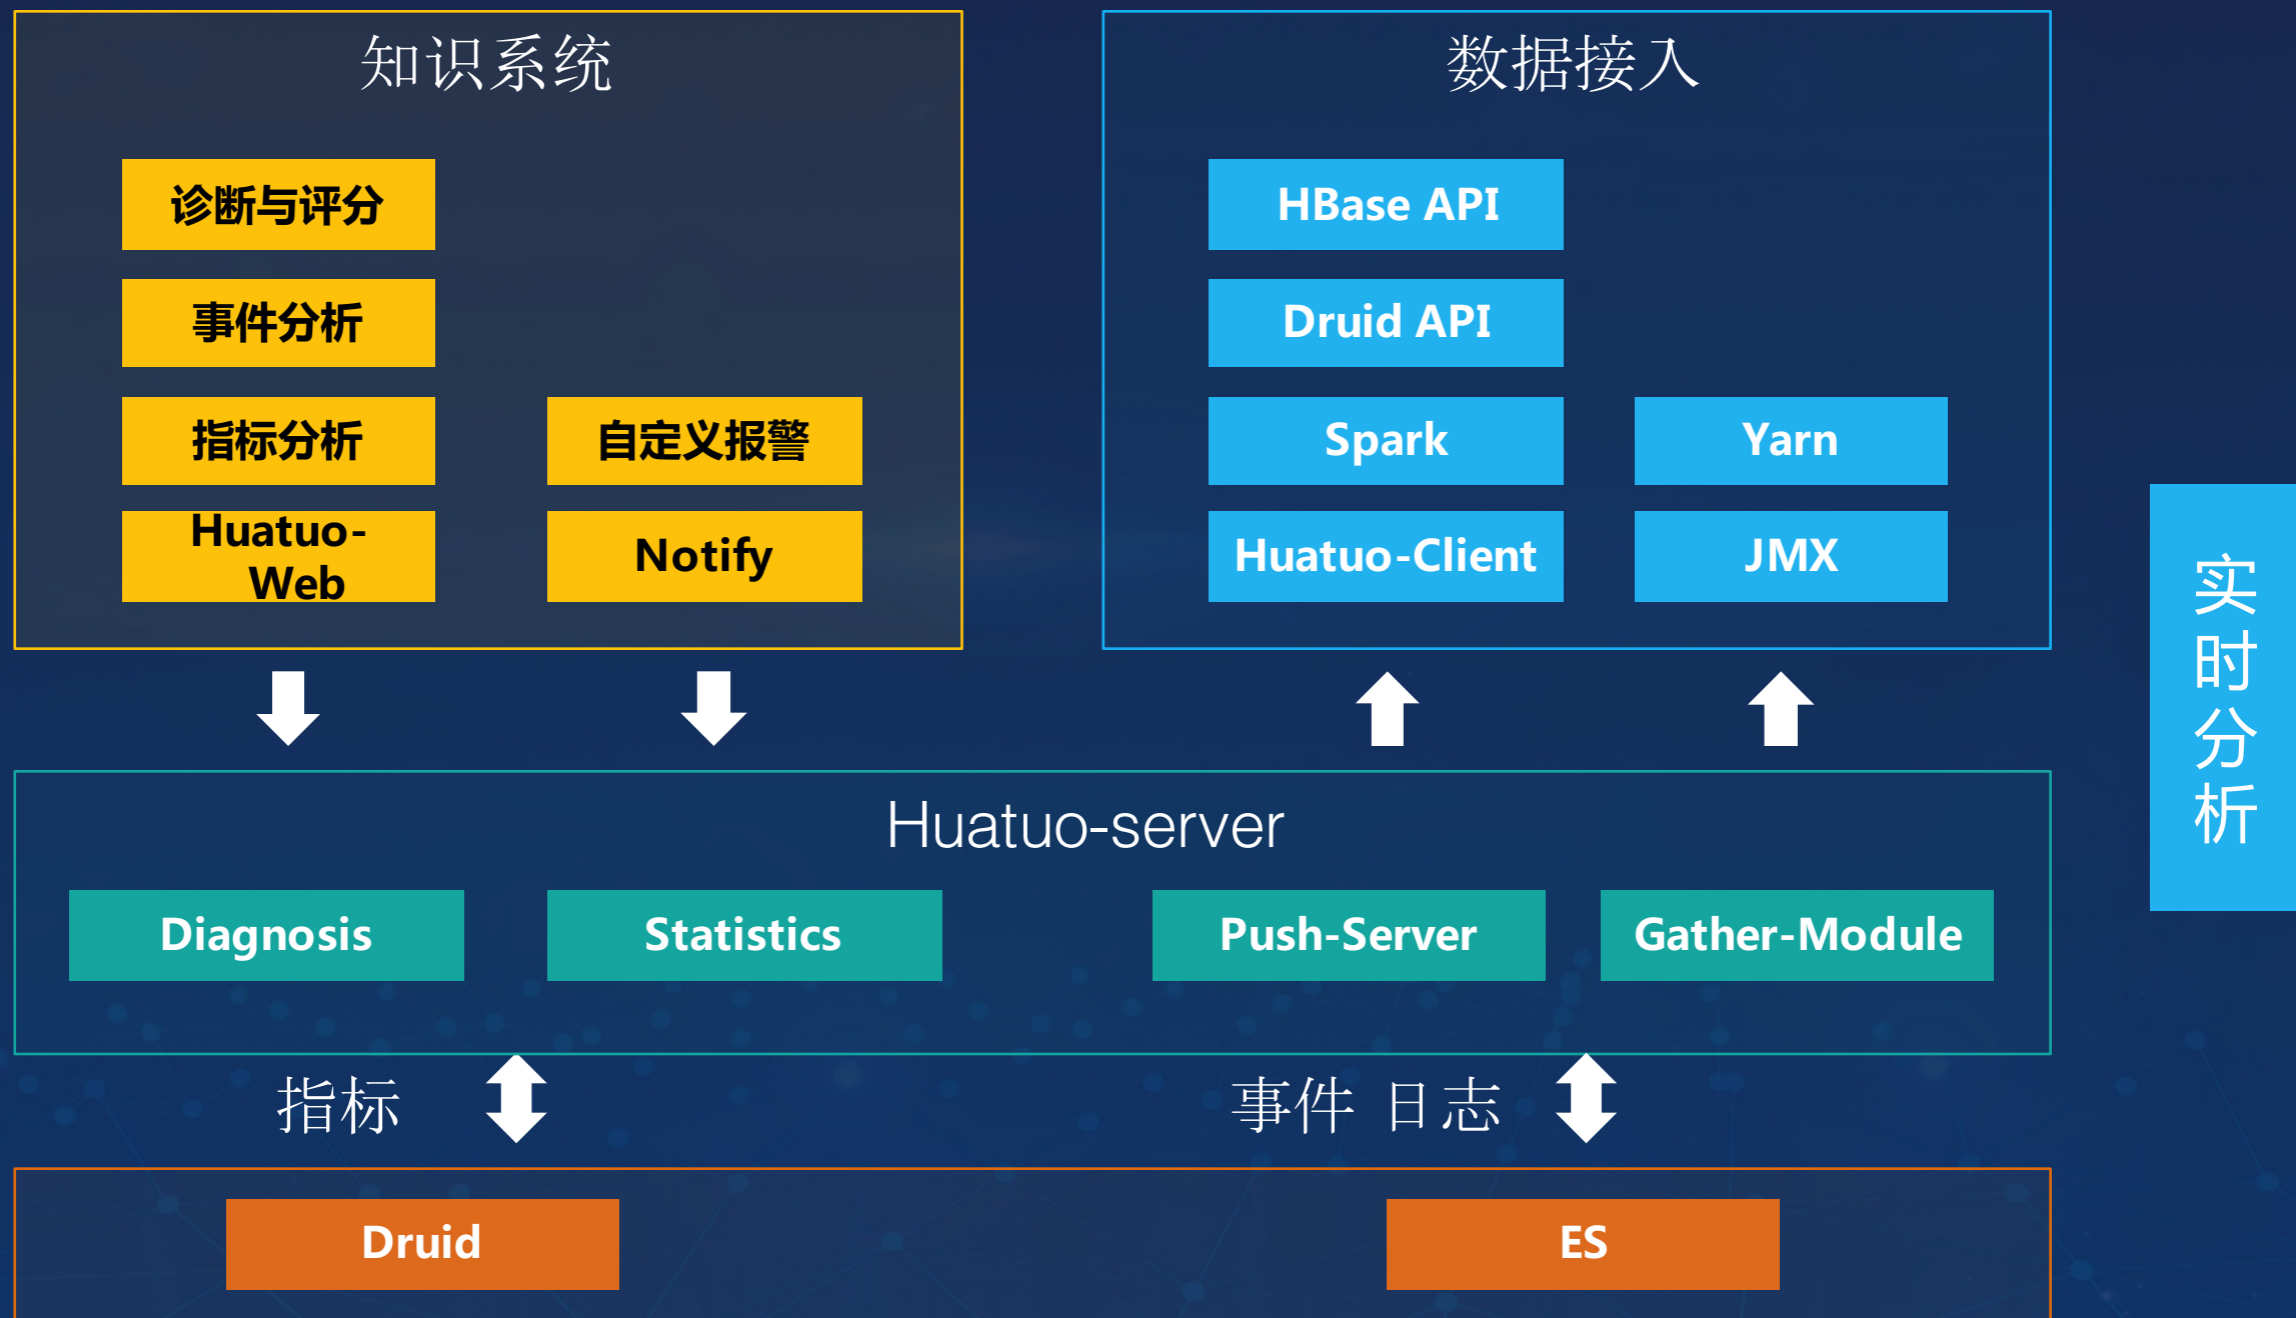 知识系统
诊断与评分
事件分析
指标分析
自定义报警
Huatuo-
Web
Notify
数据接入
HBase API
Druid API
Spark
Yarn
Huatuo-Client
JMX
Huatuo-server
Diagnosis
Statistics
Push-Server
Gather-Module
指标
事件 日志
Druid
ES
实
时
分
析